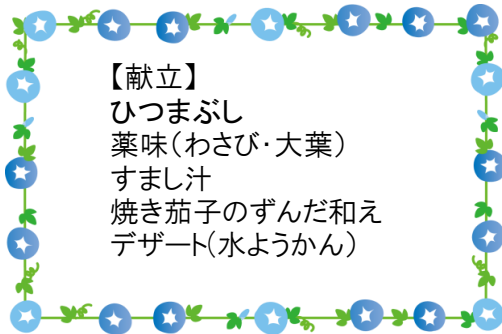 【献立】
ひつまぶし
薬味(わさび・大葉)
すまし汁
焼き茄子のずんだ和え
デザート(水ようかん)